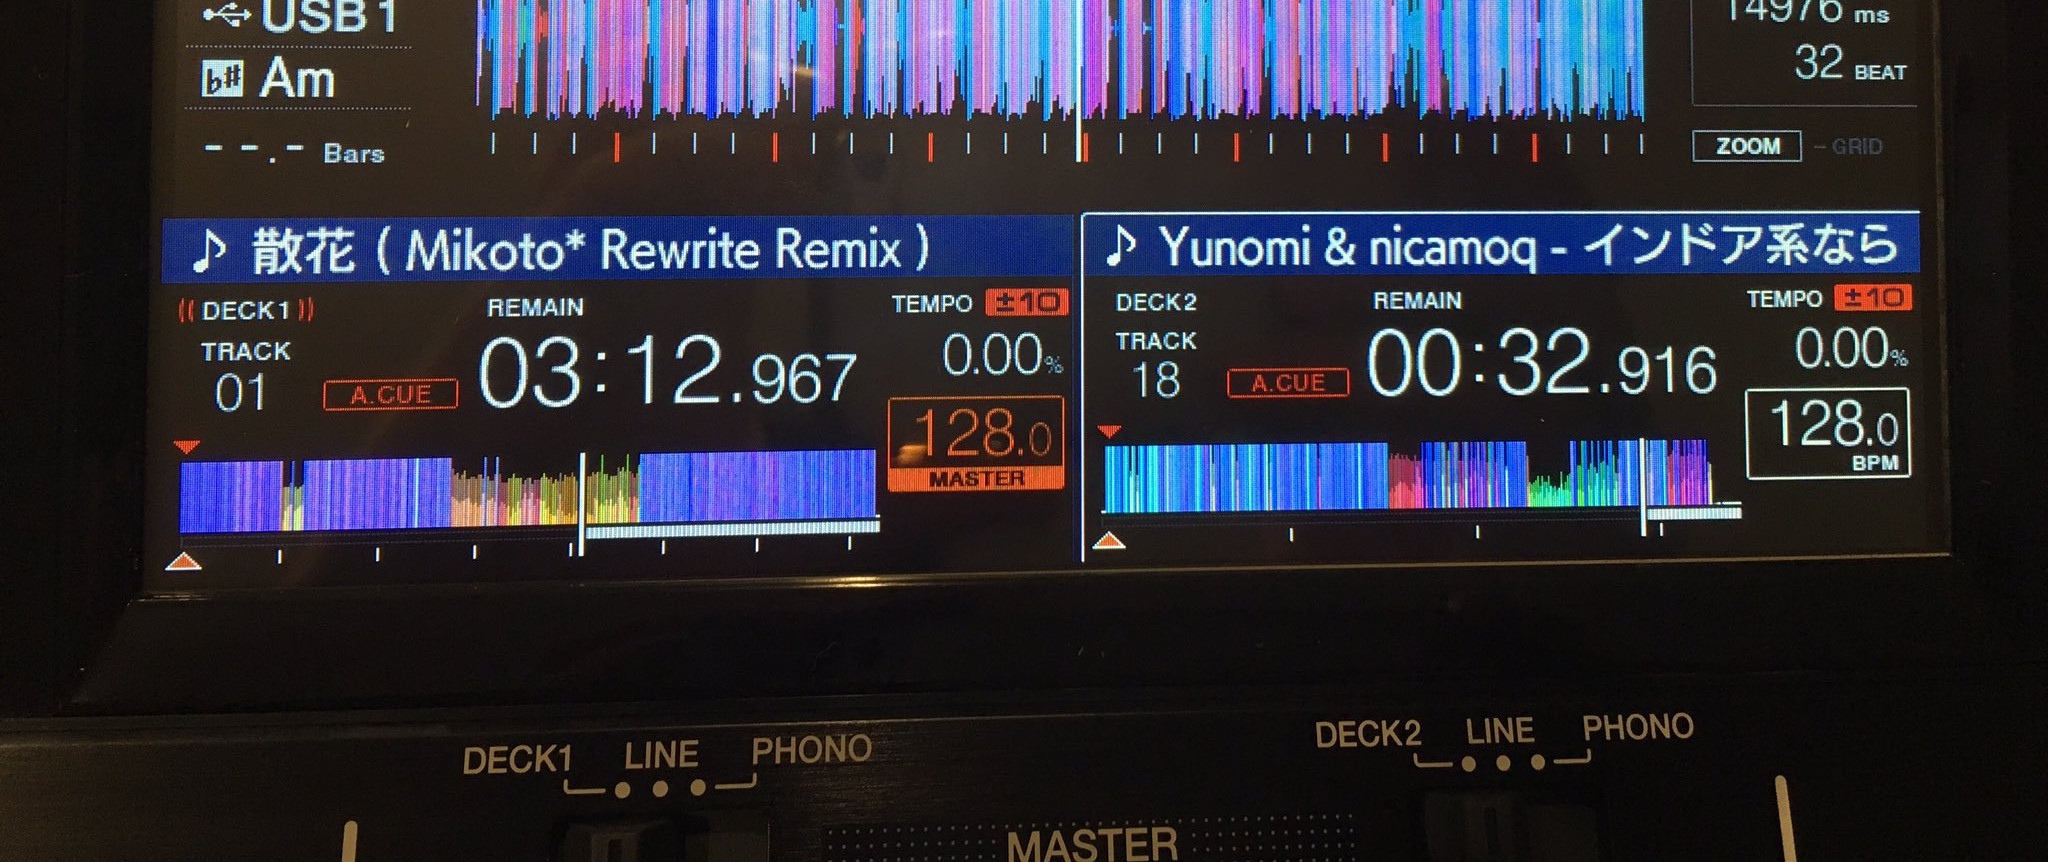 USB 1
14976 ms
Am
32 BEAT
--.- Bars
ZOOM - GRID
散花 ( Mikoto* Rewrite Remix )
DECK1
REMAIN
TEMPO ±10
TRACK
01
A.CUE
03:12.967
0.00%
128.0
MASTER
Yunomi & nicamoq - インドア系なら
DECK2
REMAIN
TEMPO ±10
TRACK
18
A.CUE
00:32.916
0.00%
128.0
BPM
DECK1 LINE PHONO
DECK2 LINE PHONO
MASTER